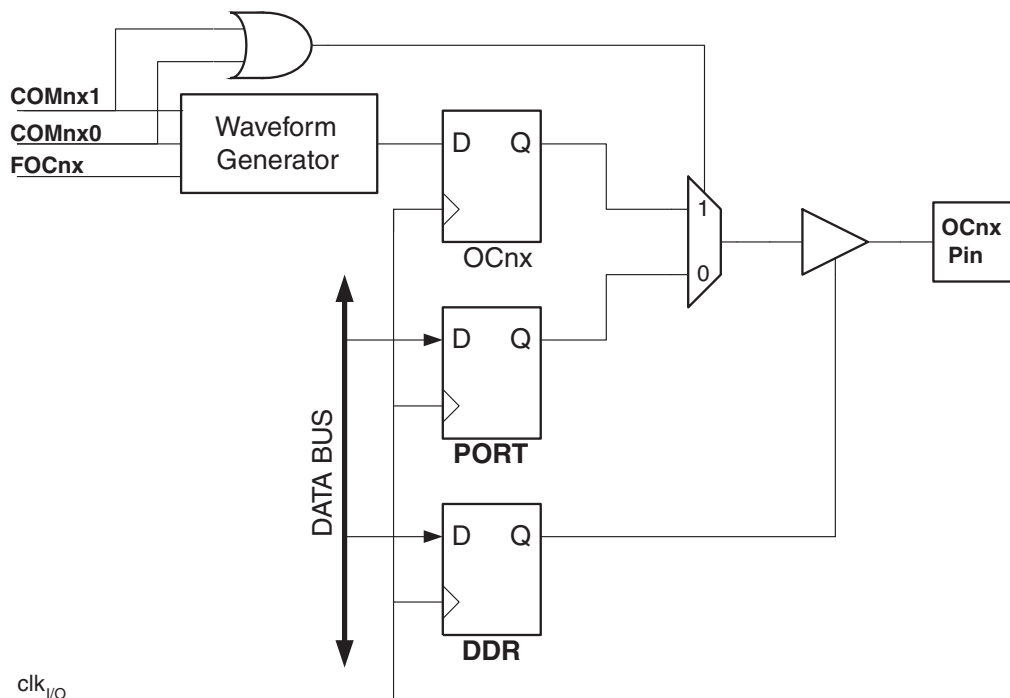 COMnx1
COMnx0
FOCnx
Waveform
Generator
D Q
OCnx
1
0
OCnx
Pin
D Q
PORT
DATA BUS
D Q
DDR
clkI/O